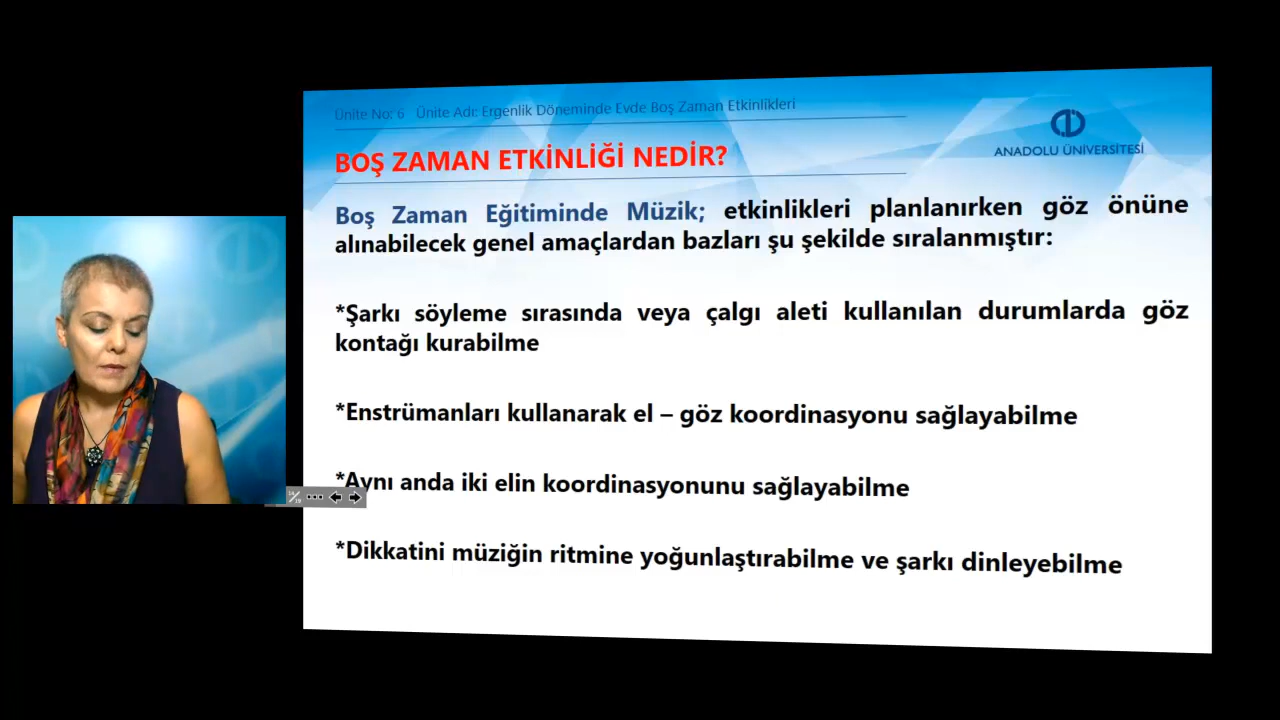 Ünite No: 6 Ünite Adı: Ergenlik Döneminde Evde Boş Zaman Etkinlikleri
ANADOLU ÜNİVERSİTESİ
BOŞ ZAMAN ETKİNLİĞİ NEDİR?
Boş Zaman Eğitiminde Müzik; etkinlikleri planlanırken göz önüne
alınabilecek genel amaçlardan bazları şu şekilde sıralanmıştır:
*Şarkı söyleme sırasında veya çalgı aleti kullanılan durumlarda göz
kontağı kurabilme
*Enstrümanları kullanarak el – göz koordinasyonu sağlayabilme
*Aynı anda iki elin koordinasyonunu sağlayabilme
*Dikkatini müziğin ritmine yoğunlaştırabilme ve şarkı dinleyebilme